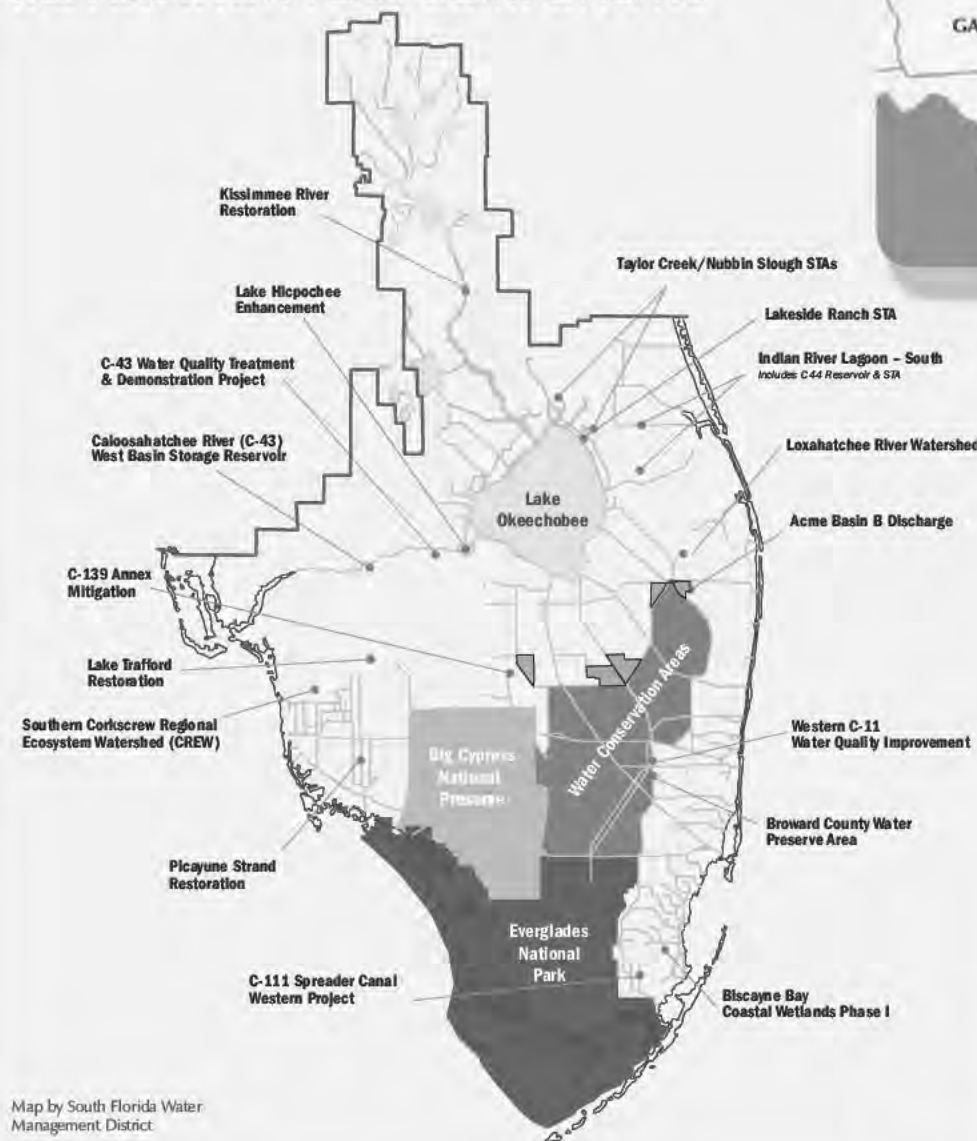 GA
Kissimmee River
Restoration
Taylor Creek/Nubbin Slough STAs
Lake Hicpochee
Enhancement
Lakeside Ranch STA
C-43 Water Quality Treatment
& Demonstration Project
Indian River Lagoon – South
Includes C44 Reservoir & STA
Caloosahatchee River (C-43)
West Basin Storage Reservoir
Loxahatchee River Watershed
Lake
Okeechobee
Acme Basin B Discharge
C-139 Annex
Mitigation
Lake Trafford
Restoration
Water Conservation Areas
Southern Corkscrew Regional
Ecosystem Watershed (CREW)
Western C-11
Water Quality Improvement
Big Cypress
National
Preserve
Broward County Water
Preserve Area
Picayune Strand
Restoration
Everglades
National
Park
C-111 Spreader Canal
Western Project
Biscayne Bay
Coastal Wetlands Phase I
Map by South Florida Water
Management District